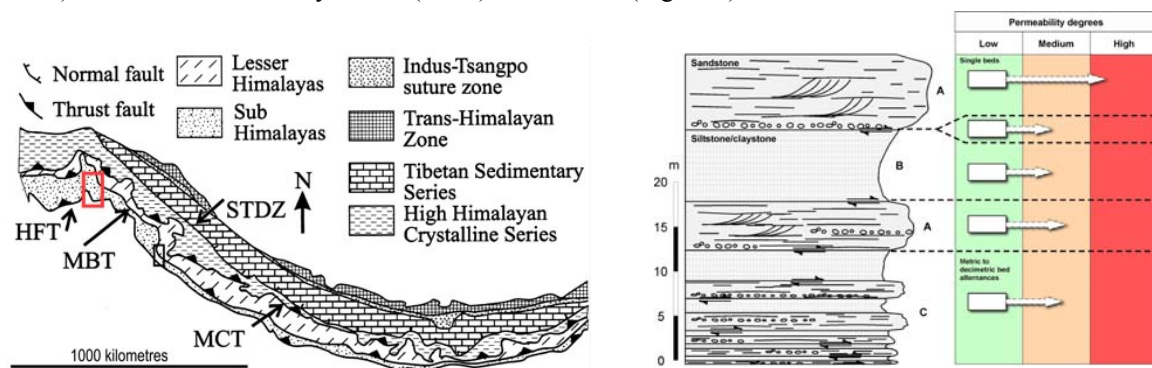 Normal fault
Thrust fault
Lesser
Himalayas
Sub
Himalayas
Indus-Tsangpo
suture zone
Trans-Himalayan
Zone
Tibetan Sedimentary
Series
High Himalayan
Crystalline Series
N
STDZ
HFT
MBT
MCT
1000 kilometres
Permeability degrees
Low Medium High
Sandstone
Single beds
A
Siltstone/claystone
B
m
20
A
15
10
Metric to
decimetric bed
alternances
C
5
0